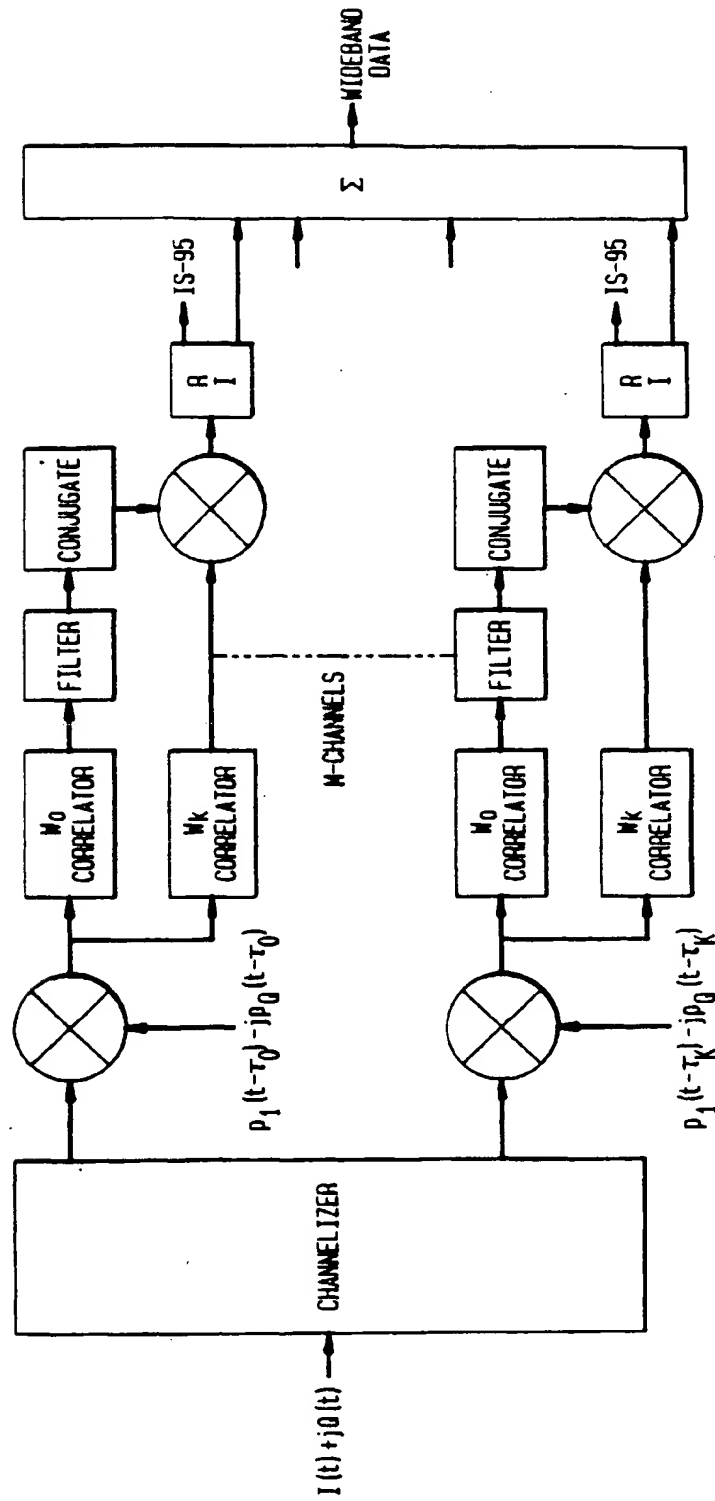 I(t)+jQ(t)
CHANNELIZER
p1(t-τ0)-jpQ(t-τ0)
W0
CORRELATOR
FILTER
CONJUGATE
WK
CORRELATOR
R
I
IS-95
M-CHANNELS
Σ
WIDEBAND
DATA
p1(t-τK)-jpQ(t-τK)
W0
CORRELATOR
FILTER
CONJUGATE
WK
CORRELATOR
R
I
IS-95